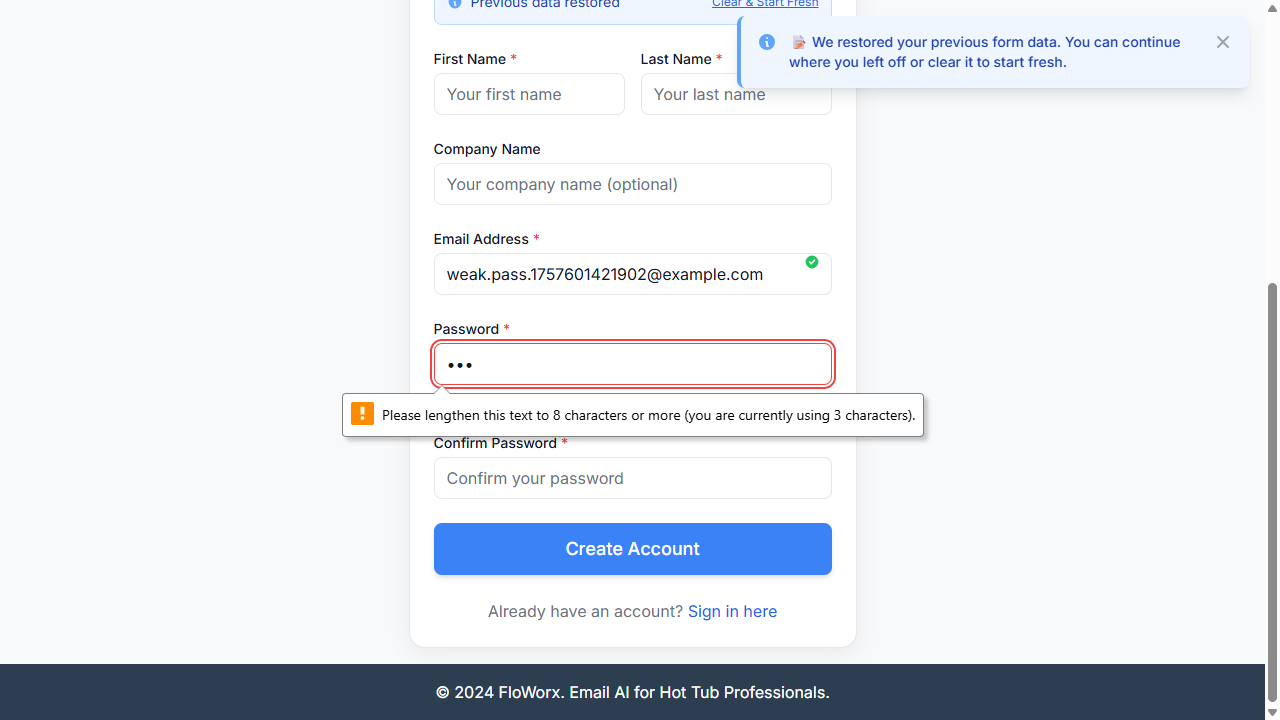 Previous data restored
Clear & Start Fresh
📝 We restored your previous form data. You can continue
where you left off or clear it to start fresh.
First Name *
Last Name *
Your first name
Your last name
Company Name
Your company name (optional)
Email Address *
weak.pass.1757601421902@example.com
Password *
•••
Please lengthen this text to 8 characters or more (you are currently using 3 characters).
Confirm Password *
Confirm your password
Create Account
Already have an account? Sign in here
© 2024 FloWorx. Email AI for Hot Tub Professionals.